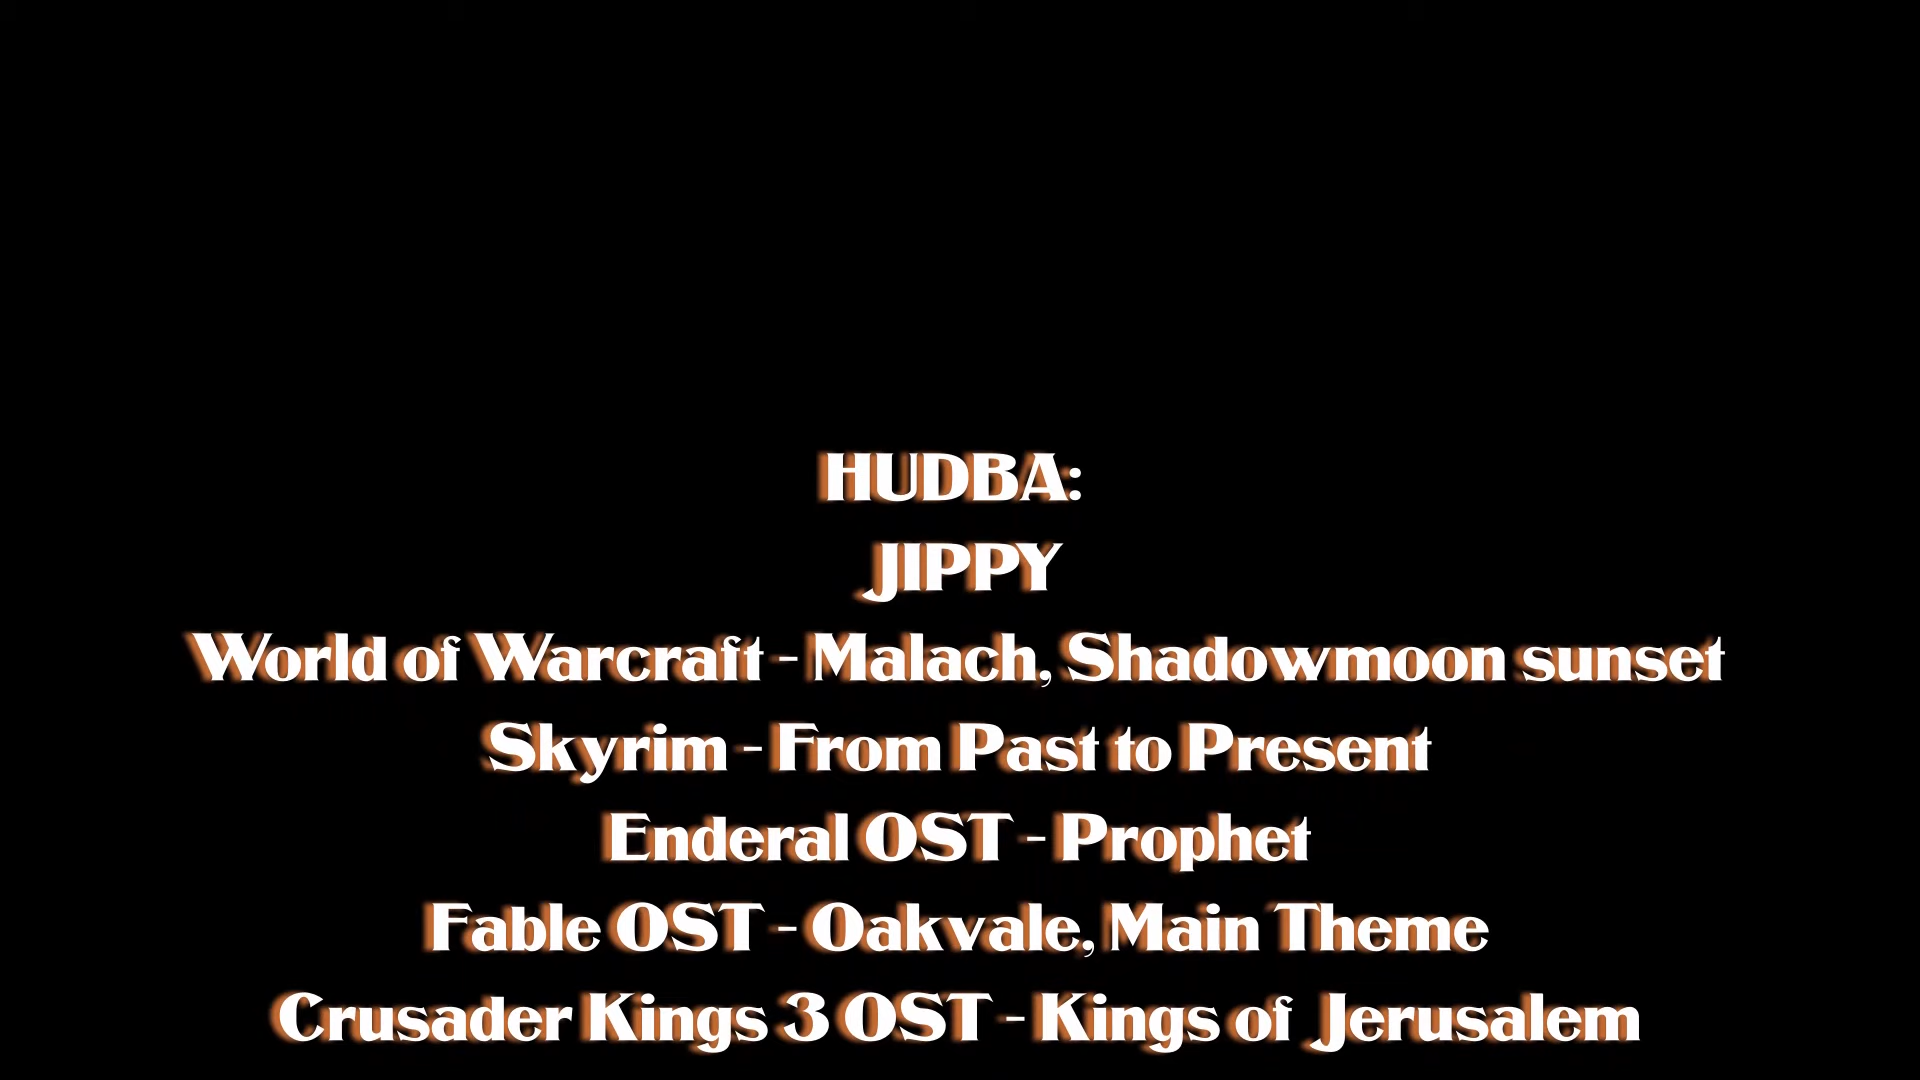 HUDBA:
JIPPY
World of Warcraft - Malach, Shadowmoon sunset
Skyrim - From Past to Present
Enderal OST - Prophet
Fable OST - Oakvale, Main Theme
Crusader Kings 3 OST - Kings of Jerusalem